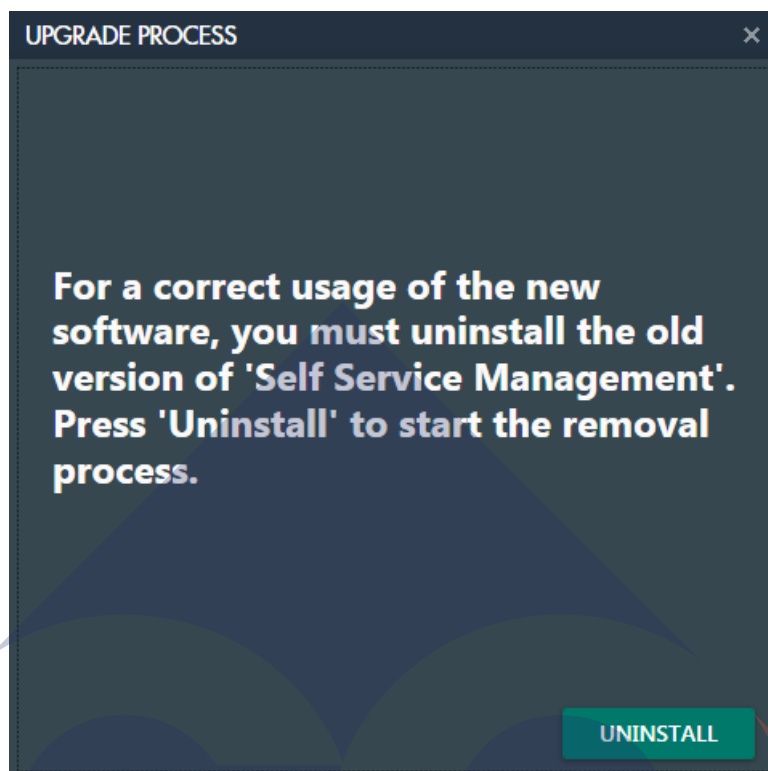 UPGRADE PROCESS
For a correct usage of the new
software, you must uninstall the old
version of 'Self Service Management'.
Press 'Uninstall' to start the removal
process.
UNINSTALL